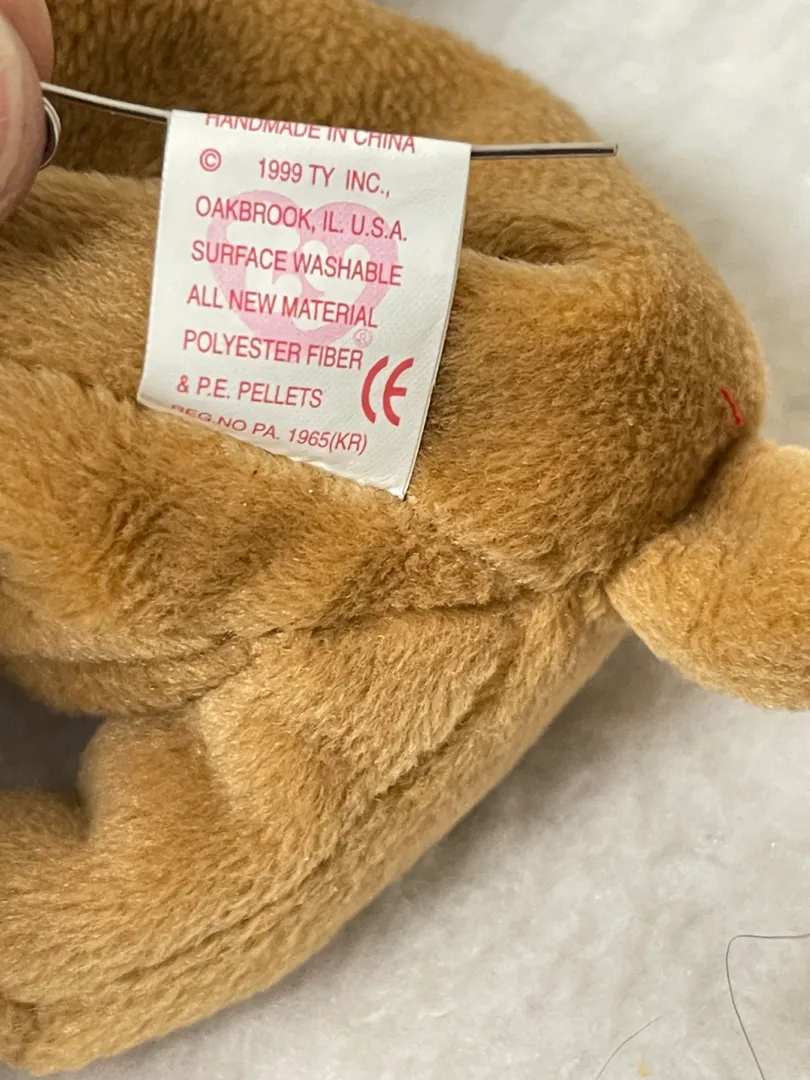 HANDMADE IN CHINA
© 1999 TY INC.,
OAKBROOK, IL. U.S.A.
SURFACE WASHABLE
ALL NEW MATERIAL
POLYESTER FIBER
& P.E. PELLETS
CE
REG.NO PA. 1965(KR)